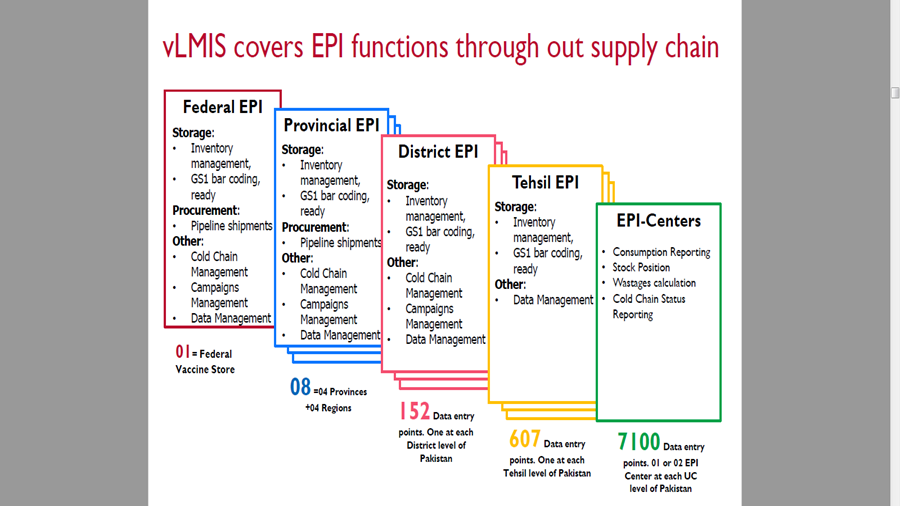 vLMIS covers EPI functions through out supply chain
Federal EPI
Storage:
• Inventory
management,
• GS1 bar coding,
ready
Procurement:
• Pipeline shipments
Other:
• Cold Chain
Management
• Campaigns
Management
• Data Management
01= Federal
Vaccine Store
Provincial EPI
Storage:
• Inventory
management,
• GS1 bar coding,
ready
Procurement:
• Pipeline shipments
Other:
• Cold Chain
Management
• Campaigns
Management
• Data Management
08 =04 Provinces
+04 Regions
District EPI
Storage:
• Inventory
management,
• GS1 bar coding,
ready
Other:
• Cold Chain
Management
• Campaigns
Management
• Data Management
152 Data entry
points. One at each
District level of
Pakistan
Tehsil EPI
Storage:
• Inventory
management,
• GS1 bar coding,
ready
Other:
• Data Management
607 Data entry
points. One at each
Tehsil level of Pakistan
EPI-Centers
• Consumption Reporting
• Stock Position
• Wastages calculation
• Cold Chain Status
Reporting
7100 Data entry
points. 01 or 02 EPI
Center at each UC
level of Pakistan